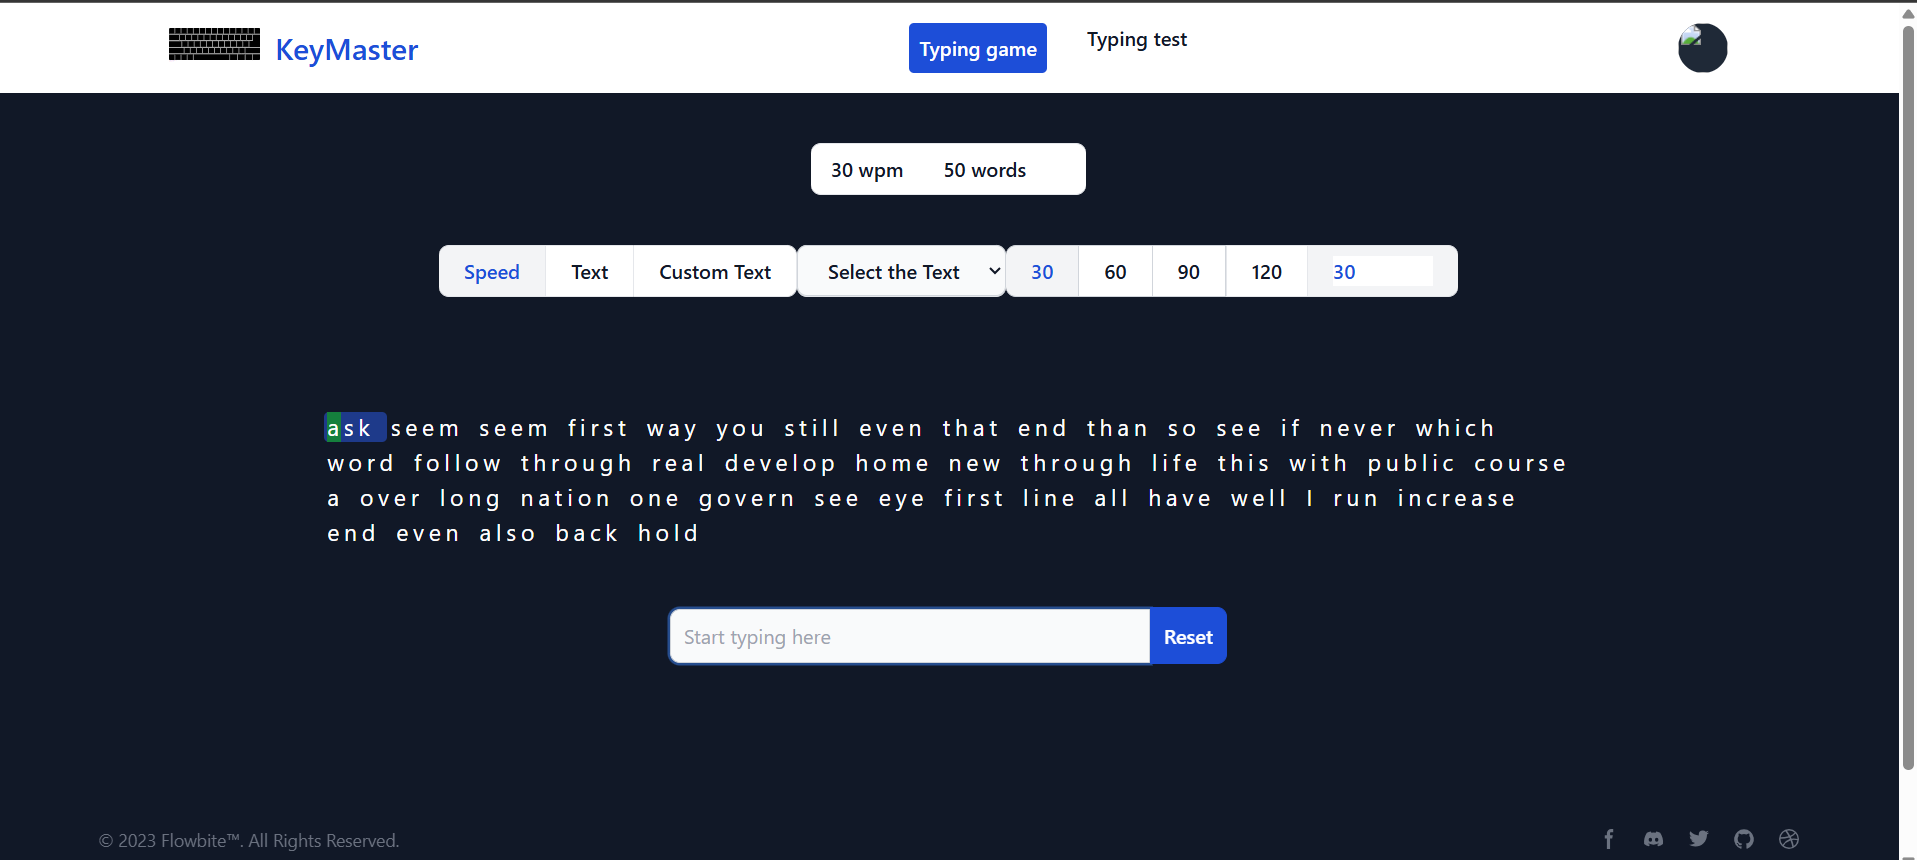 KeyMaster Typing game Typing test
30 wpm 50 words
Speed Text Custom Text Select the Text 30 60 90 120 30
ask seem seem first way you still even that end than so see if never which
word follow through real develop home new through life this with public course
a over long nation one govern see eye first line all have well I run increase
end even also back hold
Start typing here Reset
© 2023 Flowbite™. All Rights Reserved.